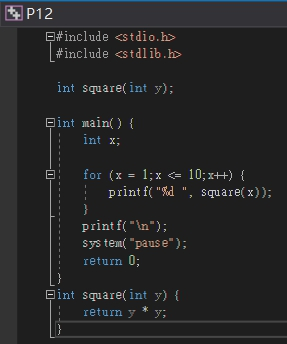 P12
#include <stdio.h>
#include <stdlib.h>
int square(int y);
int main() {
int x;
for (x = 1;x <= 10;x++) {
printf("%d ", square(x));
}
printf("\n");
system("pause");
return 0;
}
int square(int y) {
return y * y;
}